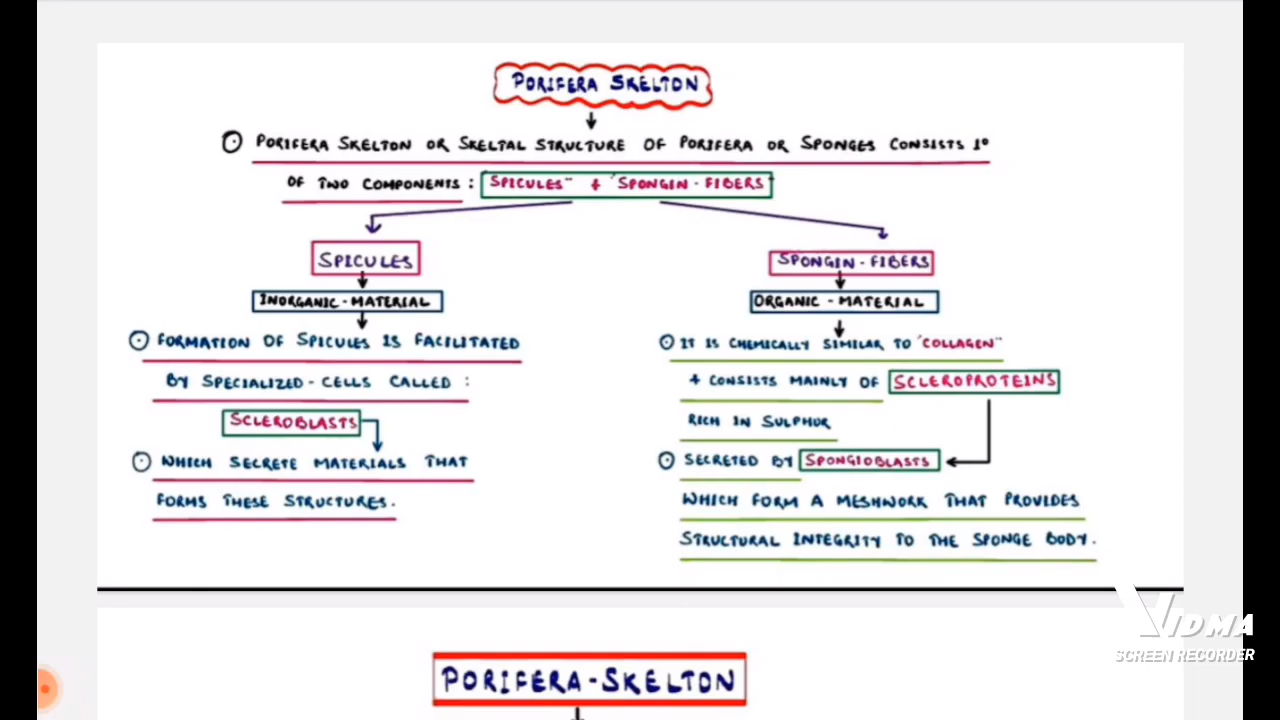 PORIFERA SKELTON
PORIFERA SKELTON OR SKELTAL STRUCTURE OF PORIFERA OR SPONGES CONSISTS 1°
OF TWO COMPONENTS: "SPICULES" + "SPONGIN-FIBERS"
SPICULES
INORGANIC-MATERIAL
FORMATION OF SPICULES IS FACILITATED
BY SPECIALIZED-CELLS CALLED:
SCLEROBLASTS
WHICH SECRETE MATERIALS THAT
FORMS THESE STRUCTURES.
SPONGIN-FIBERS
ORGANIC-MATERIAL
IT IS CHEMICALLY SIMILAR TO "COLLAGEN"
+ CONSISTS MAINLY OF SCLEROPROTEINS
RICH IN SULPHUR
SECRETED BY SPONGIOBLASTS
WHICH FORM A MESHWORK THAT PROVIDES
STRUCTURAL INTEGRITY TO THE SPONGE BODY.
PORIFERA-SKELTON
VIDMA
SCREEN RECORDER